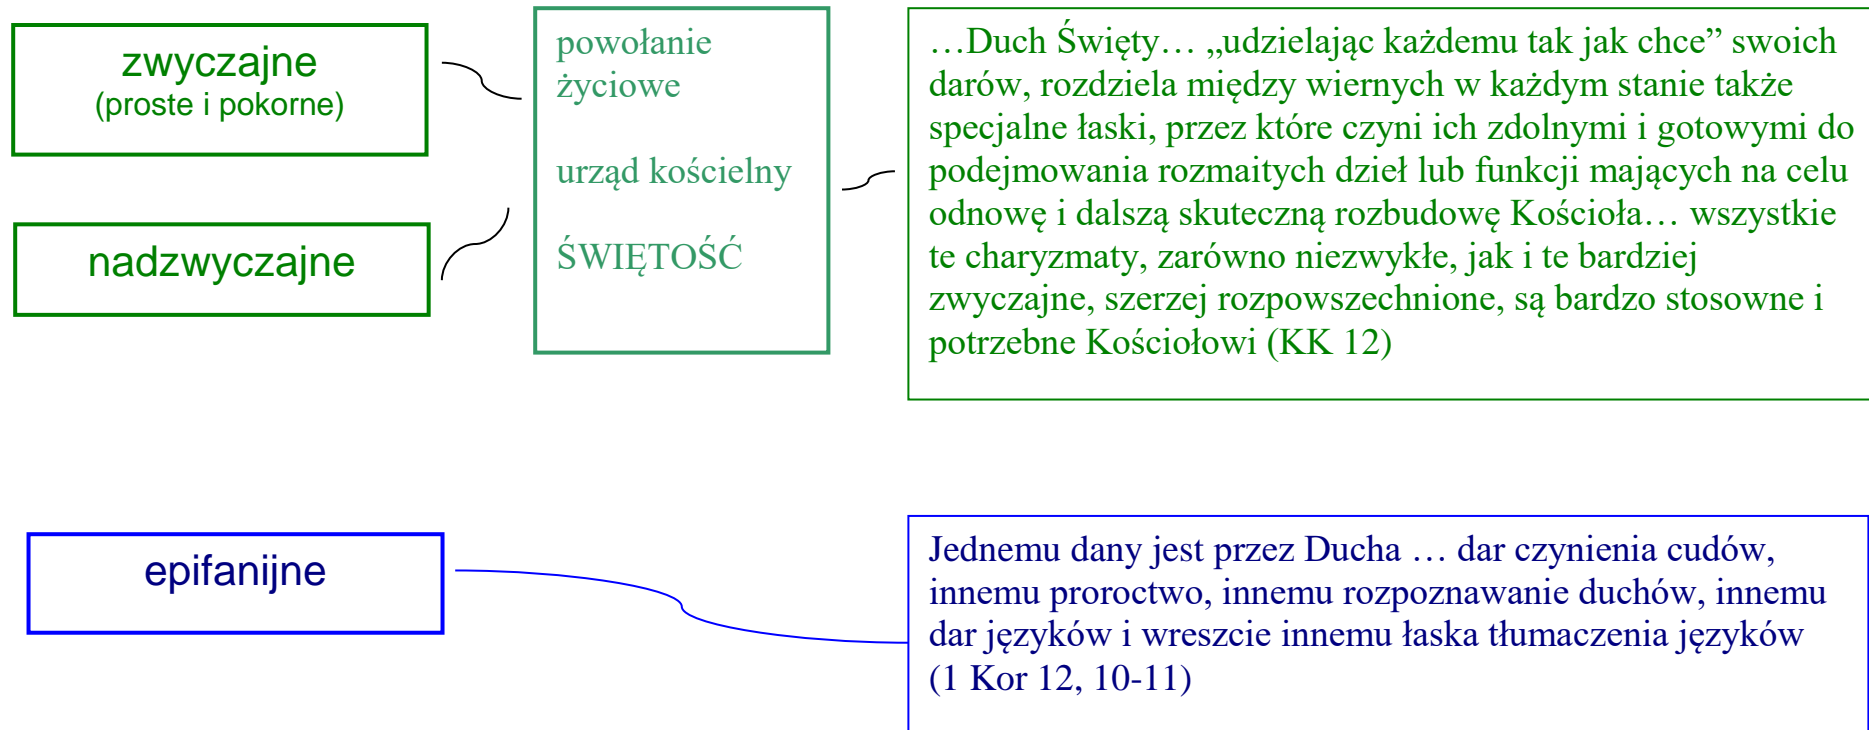 zwyczajne
(proste i pokorne)
nadzwyczajne
powołanie
życiowe
urząd kościelny
ŚWIĘTOŚĆ
…Duch Święty… „udzielając każdemu tak jak chce” swoich
darów, rozdziela między wiernych w każdym stanie także
specjalne łaski, przez które czyni ich zdolnymi i gotowymi do
podejmowania rozmaitych dzieł lub funkcji mających na celu
odnowę i dalszą skuteczną rozbudowę Kościoła… wszystkie
te charyzmaty, zarówno niezwykłe, jak i te bardziej
zwyczajne, szerzej rozpowszechnione, są bardzo stosowne i
potrzebne Kościołowi (KK 12)
epifanijne
Jednemu dany jest przez Ducha … dar czynienia cudów,
innemu proroctwo, innemu rozpoznawanie duchów, innemu
dar języków i wreszcie innemu łaska tłumaczenia języków
(1 Kor 12, 10-11)